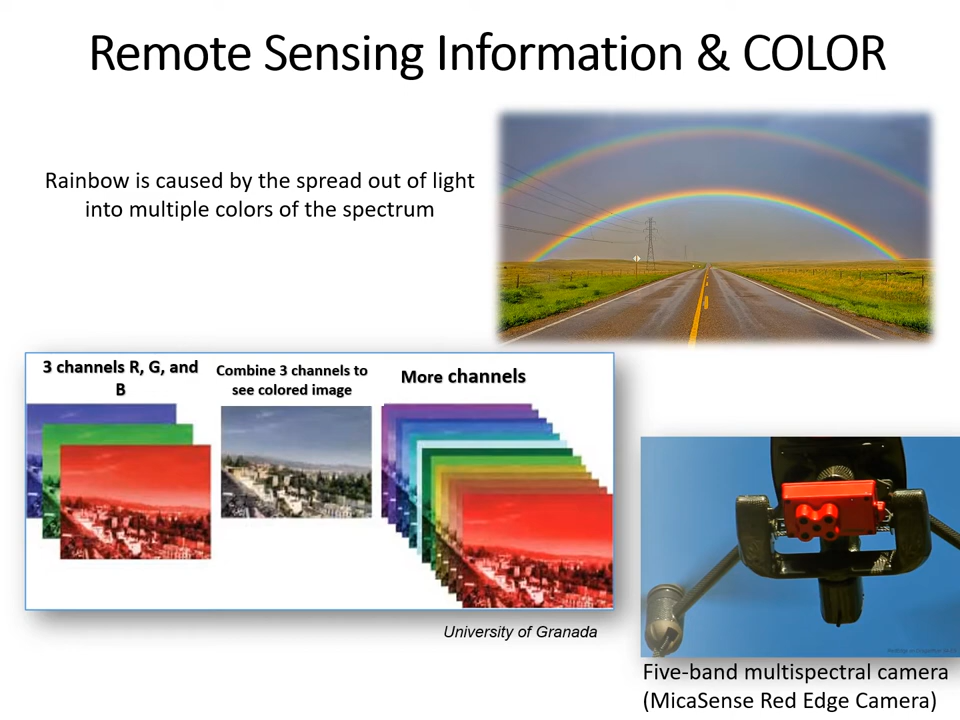 Remote Sensing Information & COLOR
Rainbow is caused by the spread out of light
into multiple colors of the spectrum
3 channels R, G, and
B
Combine 3 channels to
see colored image
More channels
University of Granada
Five-band multispectral camera
(MicaSense Red Edge Camera)